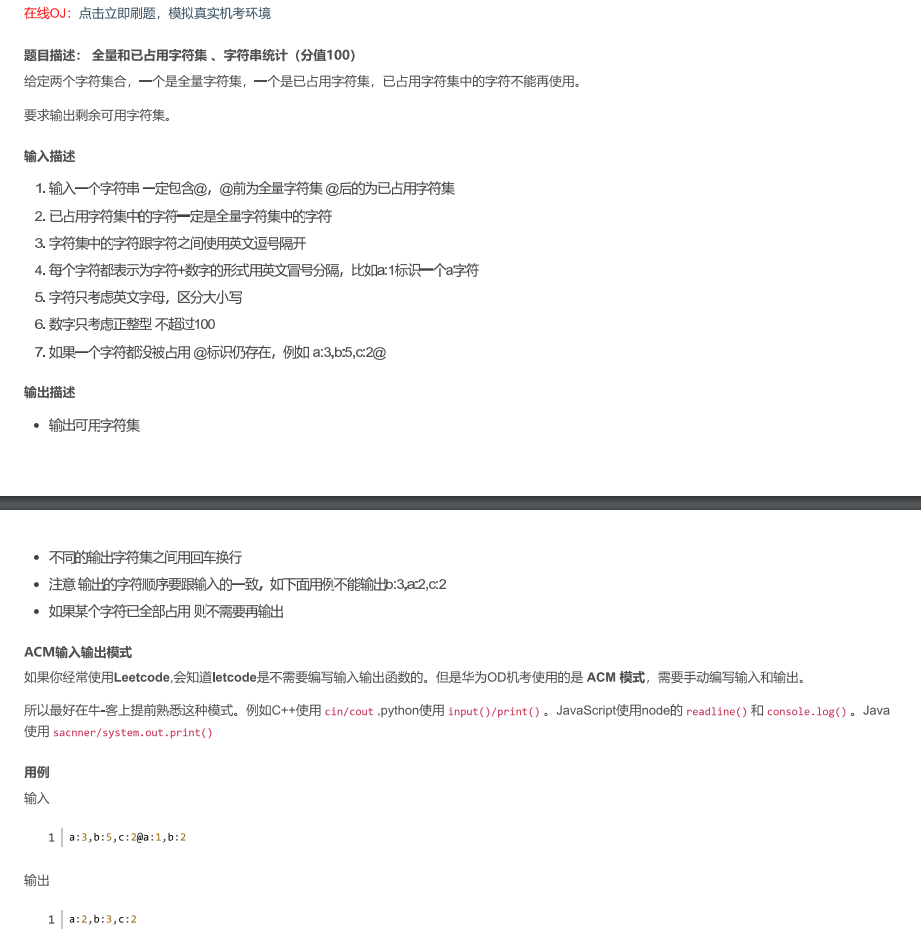 在线OJ：点击立即刷题，模拟真实机考环境
题目描述： 全量和已占用字符集 、字符串统计（分值100）
给定两个字符集合，一个是全量字符集，一个是已占用字符集，已占用字符集中的字符不能再使用。
要求输出剩余可用字符集。
输入描述
1. 输入一个字符串 一定包含@，@前为全量字符集 @后的为已占用字符集
2. 已占用字符集中的字符一定是全量字符集中的字符
3. 字符集中的字符跟字符之间使用英文逗号隔开
4. 每个字符都表示为字符+数字的形式用英文冒号分隔，比如a:1标识一个a字符
5. 字符只考虑英文字母，区分大小写
6. 数字只考虑正整型 不超过100
7. 如果一个字符都没被占用 @标识仍存在，例如 a:3,b:5,c:2@
输出描述
• 输出可用字符集
• 不同的输出字符集之间用回车换行
• 注意 输出的字符顺序要跟输入的一致，如下面用例不能输出b:3,a:2,c:2
• 如果某个字符已全部占用 则不需要再输出
ACM输入输出模式
如果你经常使用Leetcode,会知道letcode是不需要编写输入输出函数的。但是华为OD机考使用的是 ACM 模式，需要手动编写输入和输出。
所以最好在牛-客上提前熟悉这种模式。例如C++使用 cin/cout ,python使用 input()/print() 。JavaScript使用node的 readline() 和 console.log() 。Java
使用 sacnner/system.out.print()
用例
输入
1 a:3,b:5,c:2@a:1,b:2
输出
1 a:2,b:3,c:2